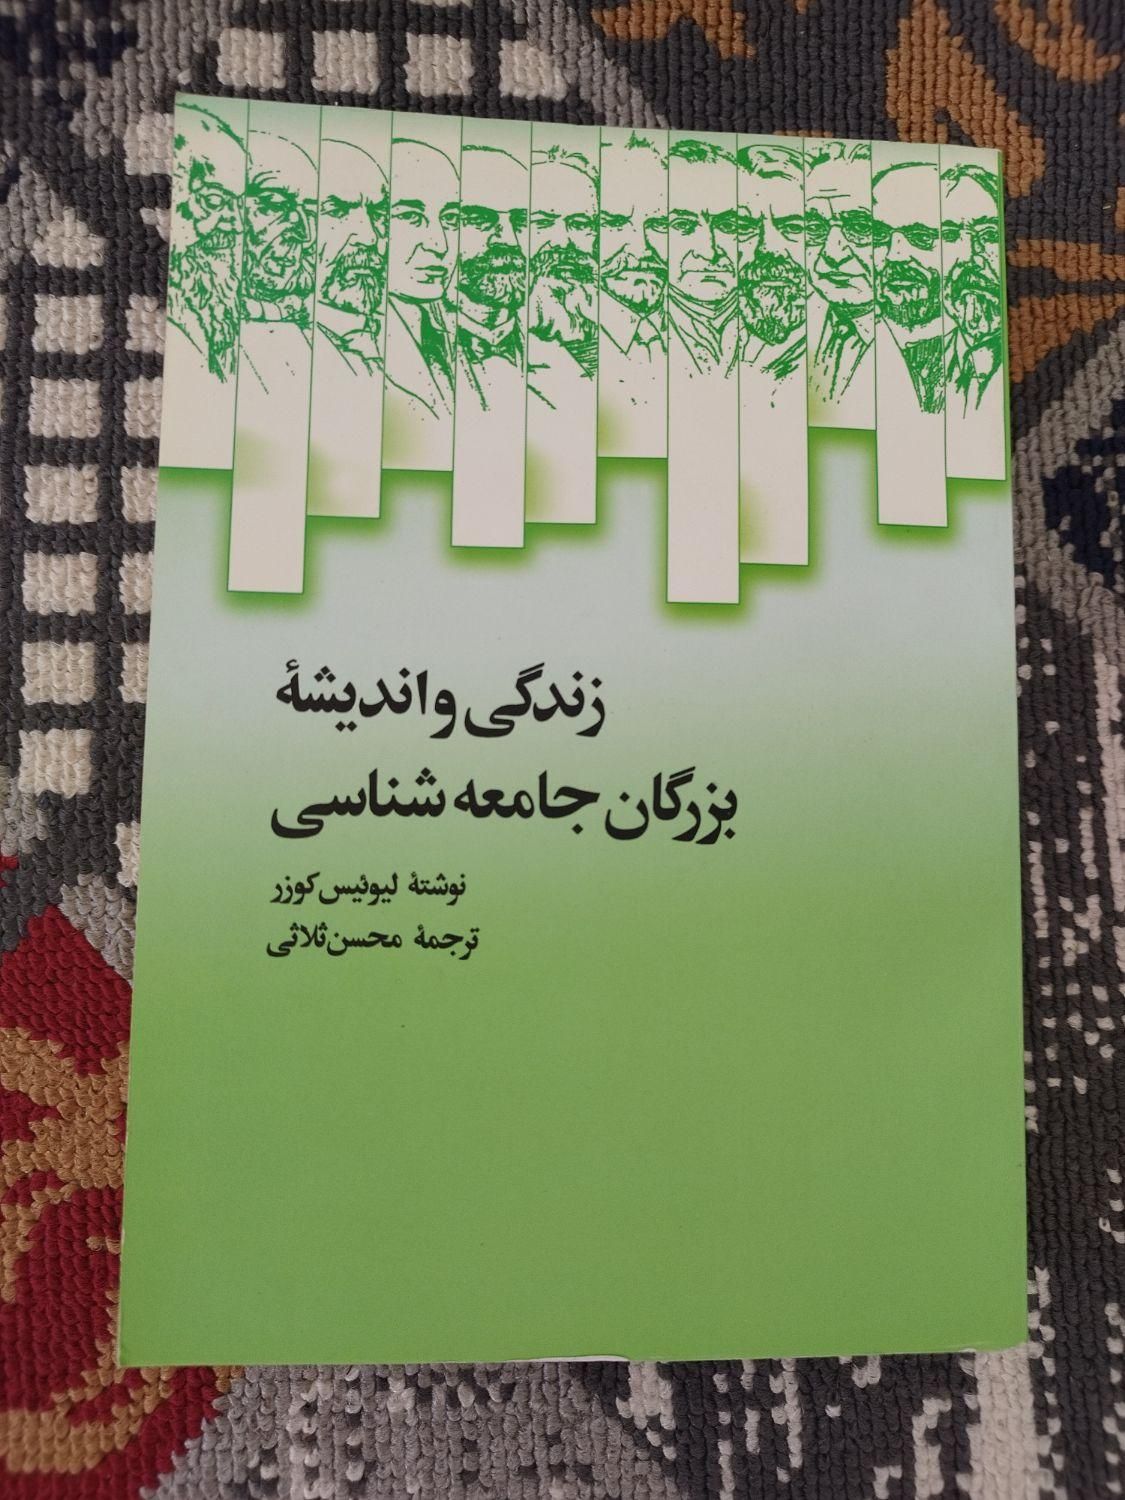 زندگی و اندیشهٔ
بزرگان جامعه شناسی
نوشتهٔ لیوئیس کوزر
ترجمهٔ محسن ثلاثی